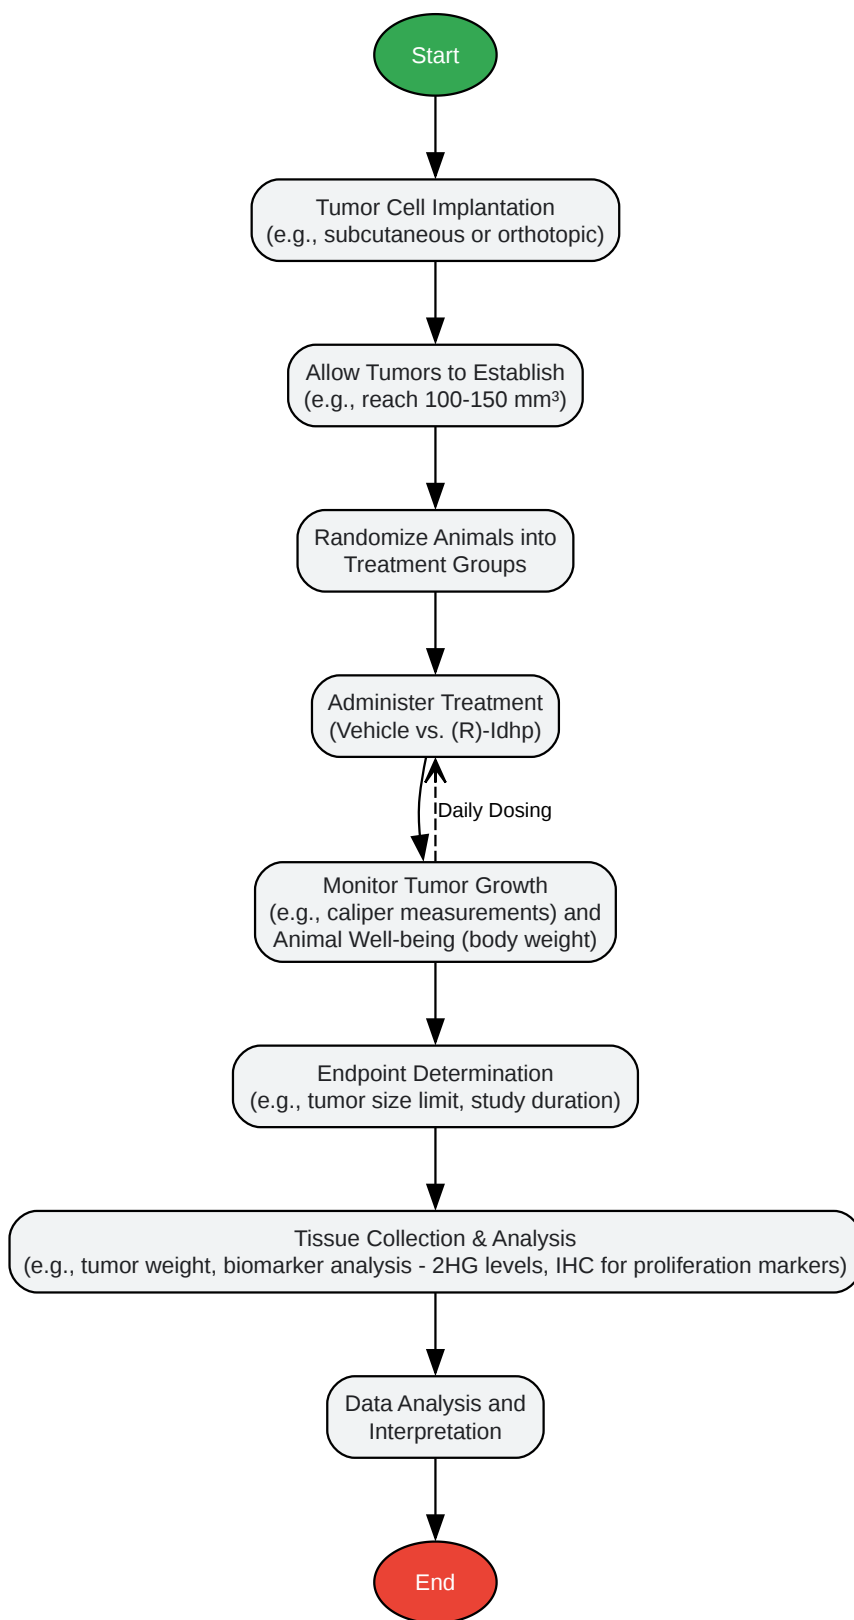 Start
Tumor Cell Implantation
(e.g., subcutaneous or orthotopic)
Allow Tumors to Establish
(e.g., reach 100-150 mm³)
Randomize Animals into
Treatment Groups
Administer Treatment
(Vehicle vs. (R)-Idhp)
Daily Dosing
Monitor Tumor Growth
(e.g., caliper measurements) and
Animal Well-being (body weight)
Endpoint Determination
(e.g., tumor size limit, study duration)
Tissue Collection & Analysis
(e.g., tumor weight, biomarker analysis - 2HG levels, IHC for proliferation markers)
Data Analysis and
Interpretation
End